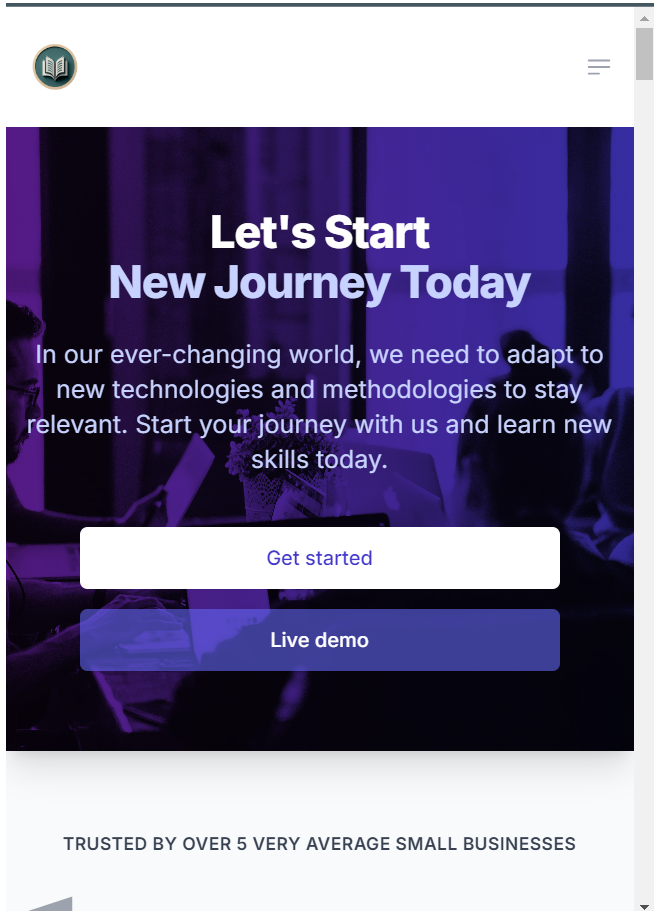 Let's Start
New Journey Today
In our ever-changing world, we need to adapt to
new technologies and methodologies to stay
relevant. Start your journey with us and learn new
skills today.
Get started
Live demo
TRUSTED BY OVER 5 VERY AVERAGE SMALL BUSINESSES